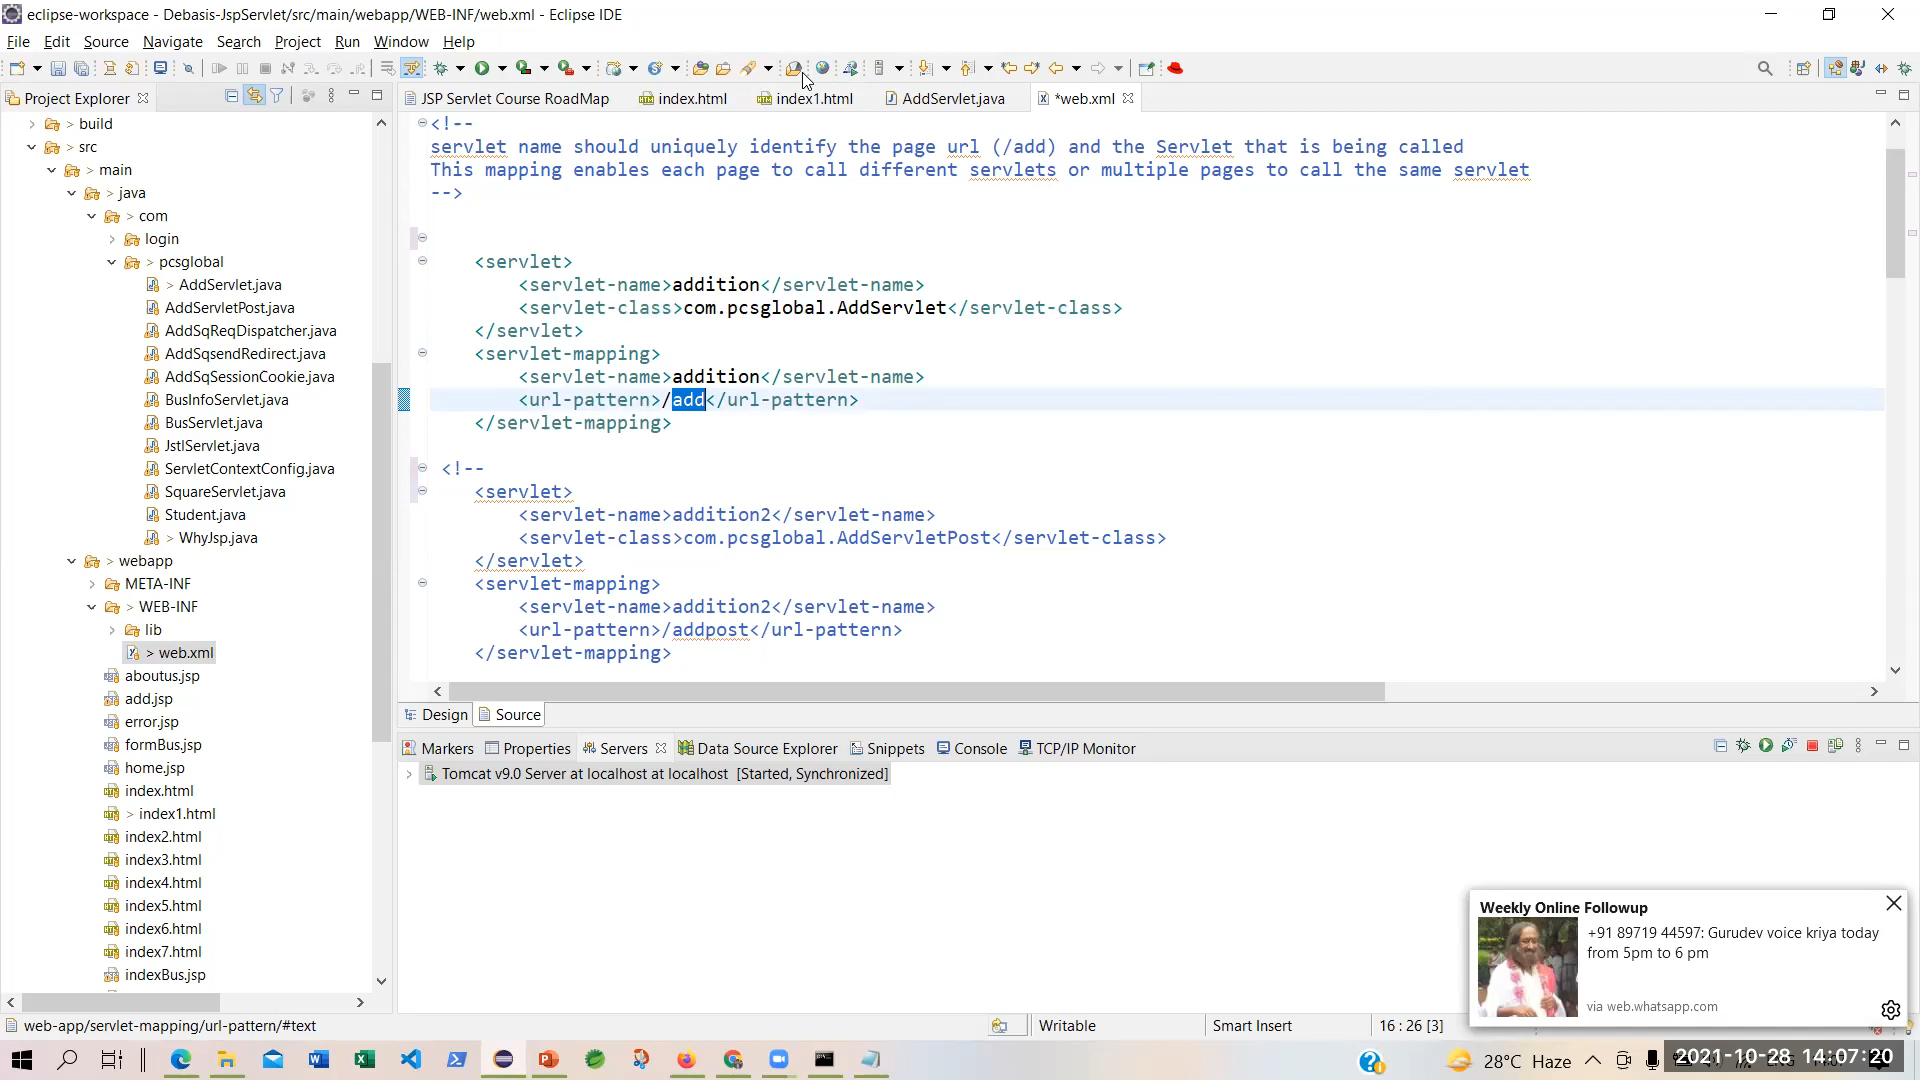 eclipse-workspace - Debasis-JspServlet/src/main/webapp/WEB-INF/web.xml - Eclipse IDE
File Edit Source Navigate Search Project Run Window Help
Project Explorer
JSP Servlet Course RoadMap index.html index1.html AddServlet.java *web.xml
> build
> src
> main
> java
> com
login
> pcsglobal
> AddServlet.java
AddServletPost.java
AddSqReqDispatcher.java
AddSqsendRedirect.java
AddSqSessionCookie.java
BusInfoServlet.java
BusServlet.java
JstlServlet.java
ServletContextConfig.java
SquareServlet.java
Student.java
> WhyJsp.java
> webapp
META-INF
> WEB-INF
lib
> web.xml
aboutus.jsp
add.jsp
error.jsp
formBus.jsp
home.jsp
index.html
> index1.html
index2.html
index3.html
index4.html
index5.html
index6.html
index7.html
indexBus.jsp
<!--
servlet name should uniquely identify the page url (/add) and the Servlet that is being called
This mapping enables each page to call different servlets or multiple pages to call the same servlet
-->
<servlet>
<servlet-name>addition</servlet-name>
<servlet-class>com.pcsglobal.AddServlet</servlet-class>
</servlet>
<servlet-mapping>
<servlet-name>addition</servlet-name>
<url-pattern>/add</url-pattern>
</servlet-mapping>
<!--
<servlet>
<servlet-name>addition2</servlet-name>
<servlet-class>com.pcsglobal.AddServletPost</servlet-class>
</servlet>
<servlet-mapping>
<servlet-name>addition2</servlet-name>
<url-pattern>/addpost</url-pattern>
</servlet-mapping>
Design Source
Markers Properties Servers Data Source Explorer Snippets Console TCP/IP Monitor
Tomcat v9.0 Server at localhost at localhost [Started, Synchronized]
Weekly Online Followup
+91 89719 44597: Gurudev voice kriya today
from 5pm to 6 pm
via web.whatsapp.com
web-app/servlet-mapping/url-pattern/#text
Writable
Smart Insert
16 : 26 [3]
28°C Haze
2021-10-28 14:07:20